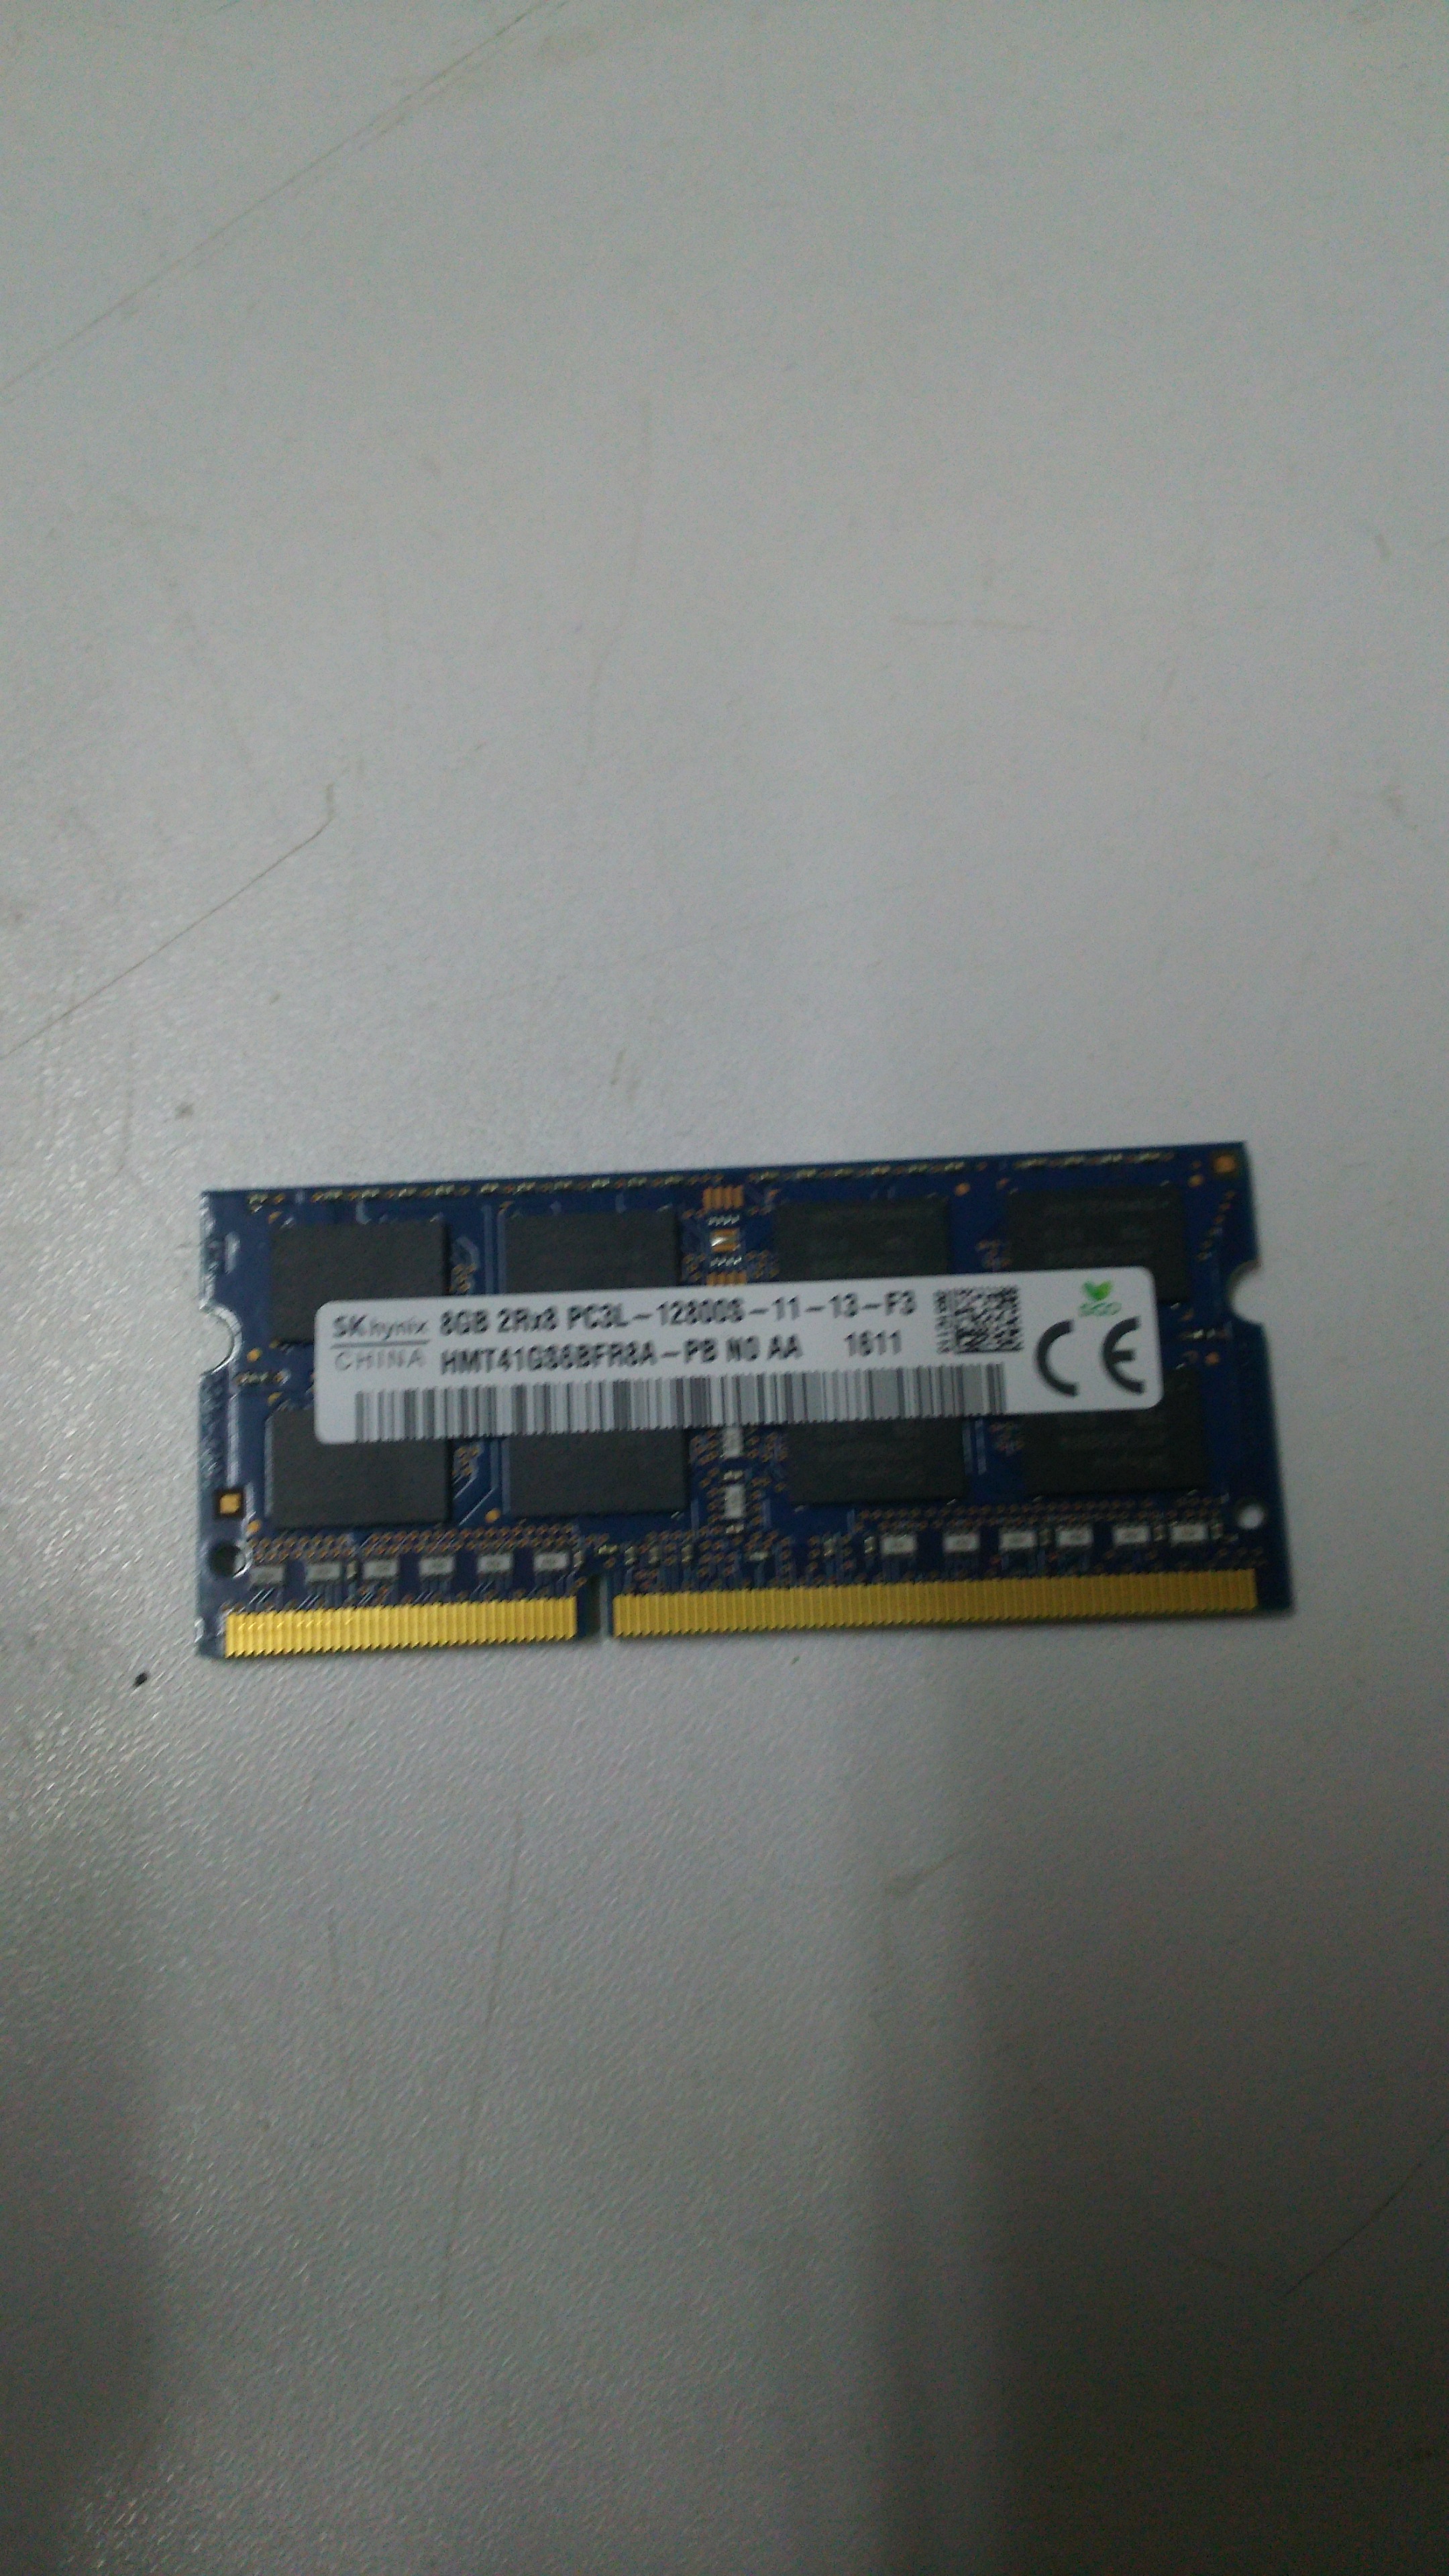 SK hynix 8GB 2Rx8 PC3L-12800S-11-13-F3
CHINA HMT41GS6BFR8A-PB N0 AA 1611
CE